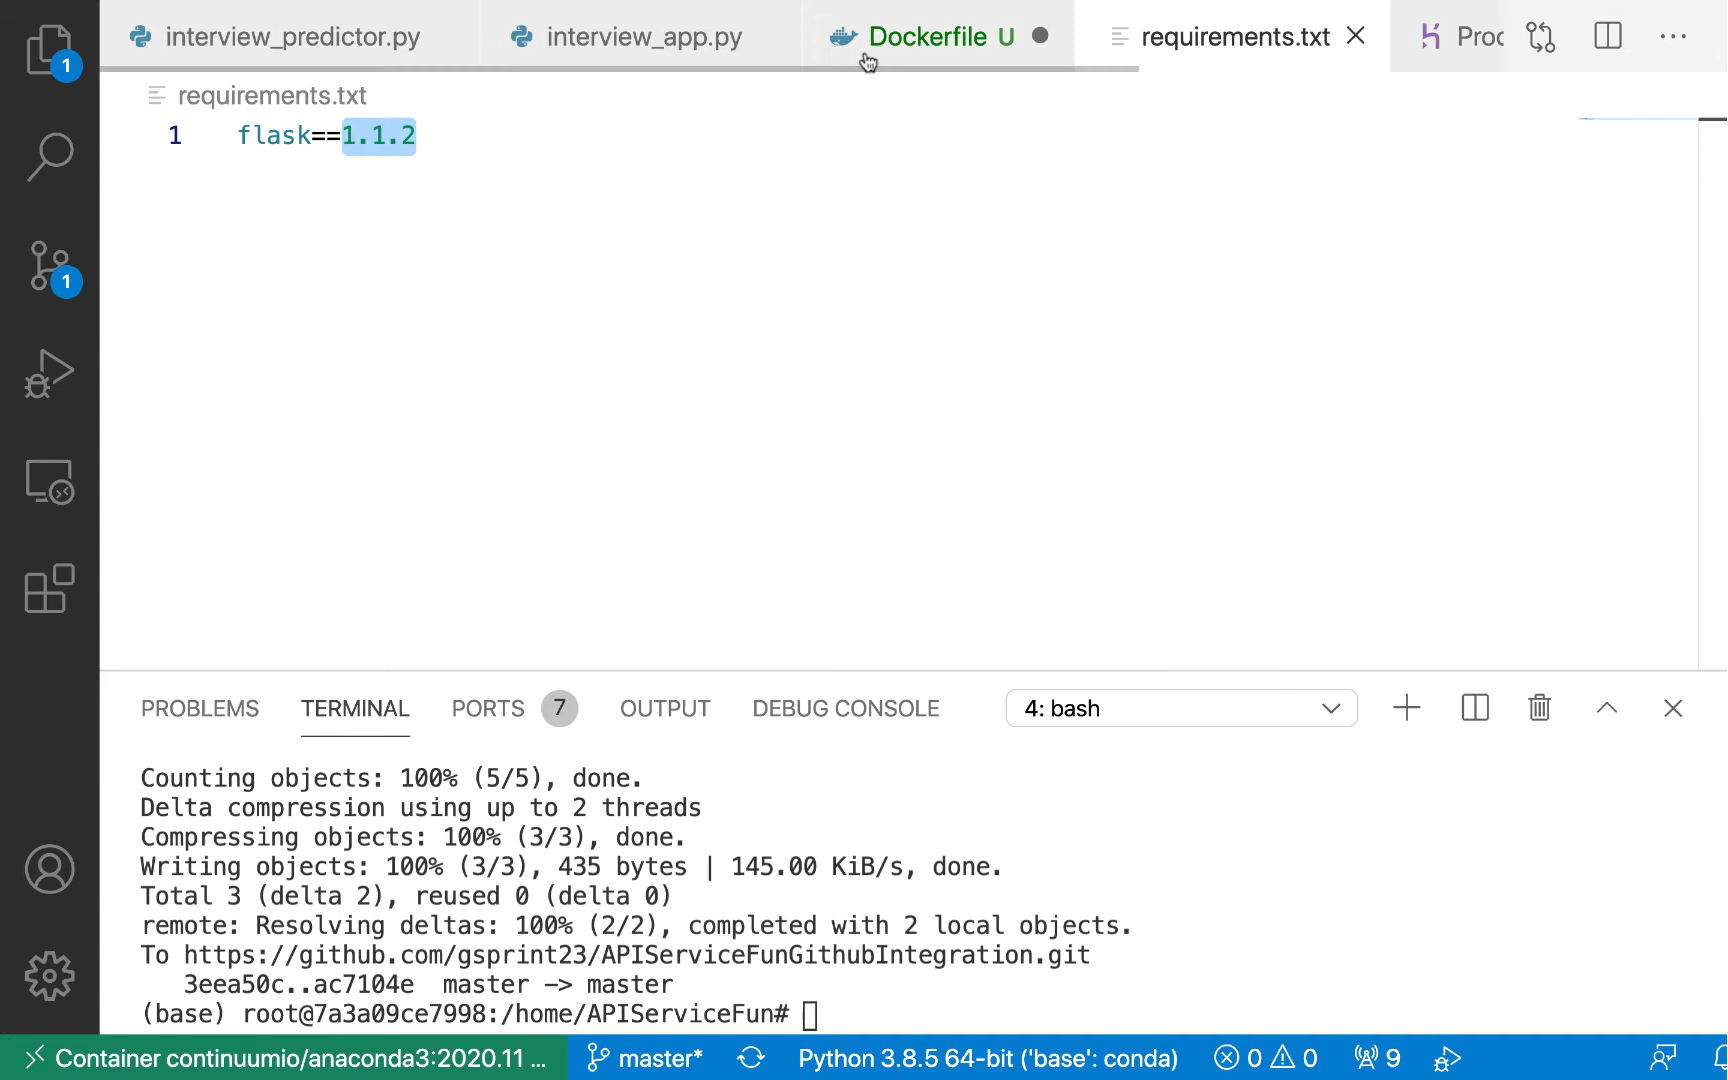 1
interview_predictor.py
interview_app.py
Dockerfile U
requirements.txt
Proc
requirements.txt
1 flask==1.1.2
1
PROBLEMS
TERMINAL
PORTS 7
OUTPUT
DEBUG CONSOLE
4: bash
Counting objects: 100% (5/5), done.
Delta compression using up to 2 threads
Compressing objects: 100% (3/3), done.
Writing objects: 100% (3/3), 435 bytes | 145.00 KiB/s, done.
Total 3 (delta 2), reused 0 (delta 0)
remote: Resolving deltas: 100% (2/2), completed with 2 local objects.
To https://github.com/gsprint23/APIServiceFunGithubIntegration.git
3eea50c..ac7104e master -> master
(base) root@7a3a09ce7998:/home/APIServiceFun#
Container continuumio/anaconda3:2020.11 ...
master*
Python 3.8.5 64-bit ('base': conda)
0
0
9